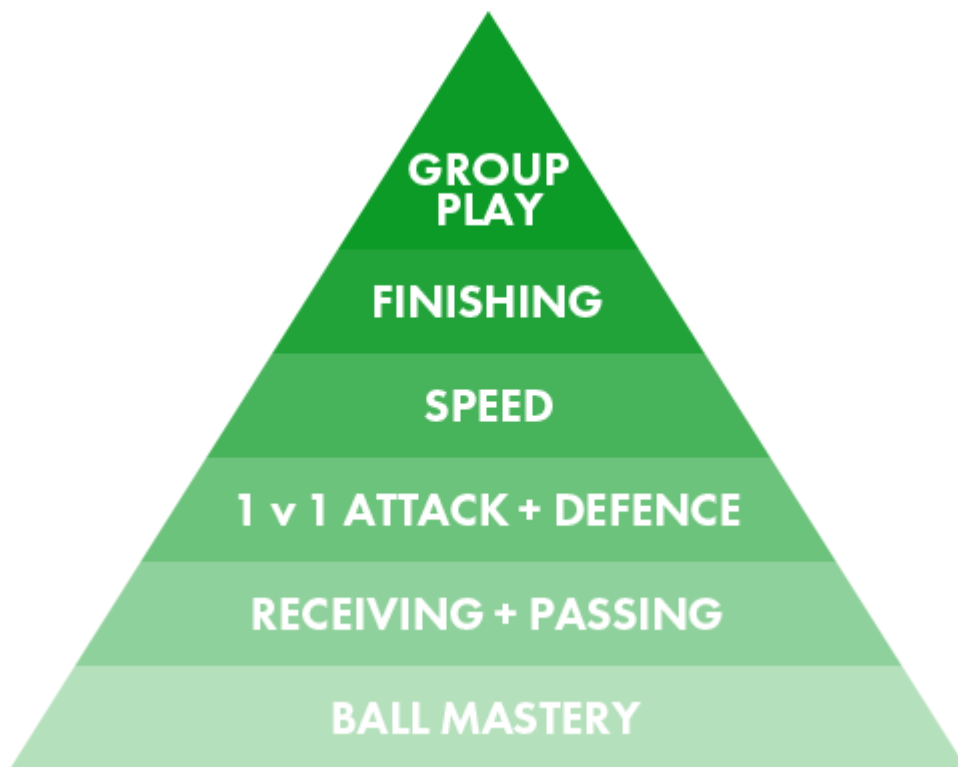 GROUP
PLAY
FINISHING
SPEED
1 v 1 ATTACK + DEFENCE
RECEIVING + PASSING
BALL MASTERY